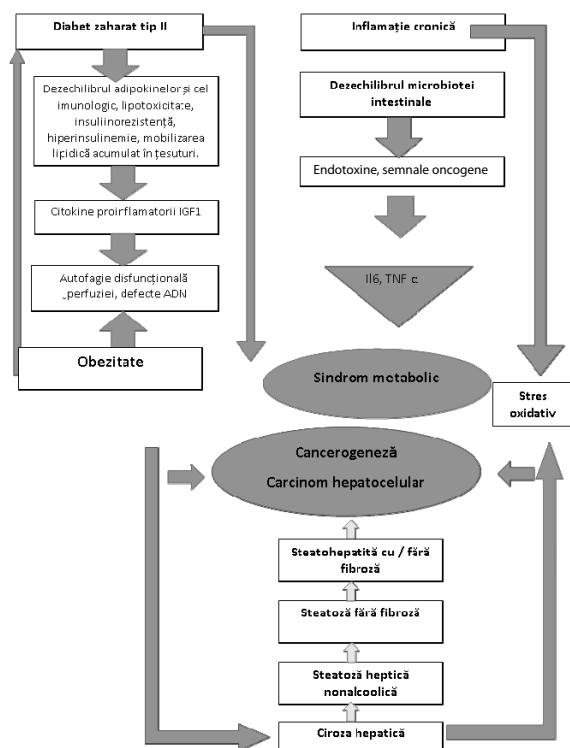 Diabet zaharat tip II
Dezechilibrul adipokinelor și cel
imunologic, lipotoxicitate,
insuliinorezistență,
hiperinsulinemie, mobilizarea
lipidică acumulat în țesuturi.
Citokine proinflamatorii IGF1
Autofagie disfuncțională
perfuziei, defecte ADN
Obezitate
Inflamație cronică
Dezechilibrul microbiotei
intestinale
Endotoxine, semnale oncogene
Il6, TNF α
Sindrom metabolic
Stres
oxidativ
Cancerogeneză
Carcinom hepatocelular
Steatohepatită cu / fără
fibroză
Steatoză fără fibroză
Steatoză heptică
nonalcoolică
Ciroza hepatică